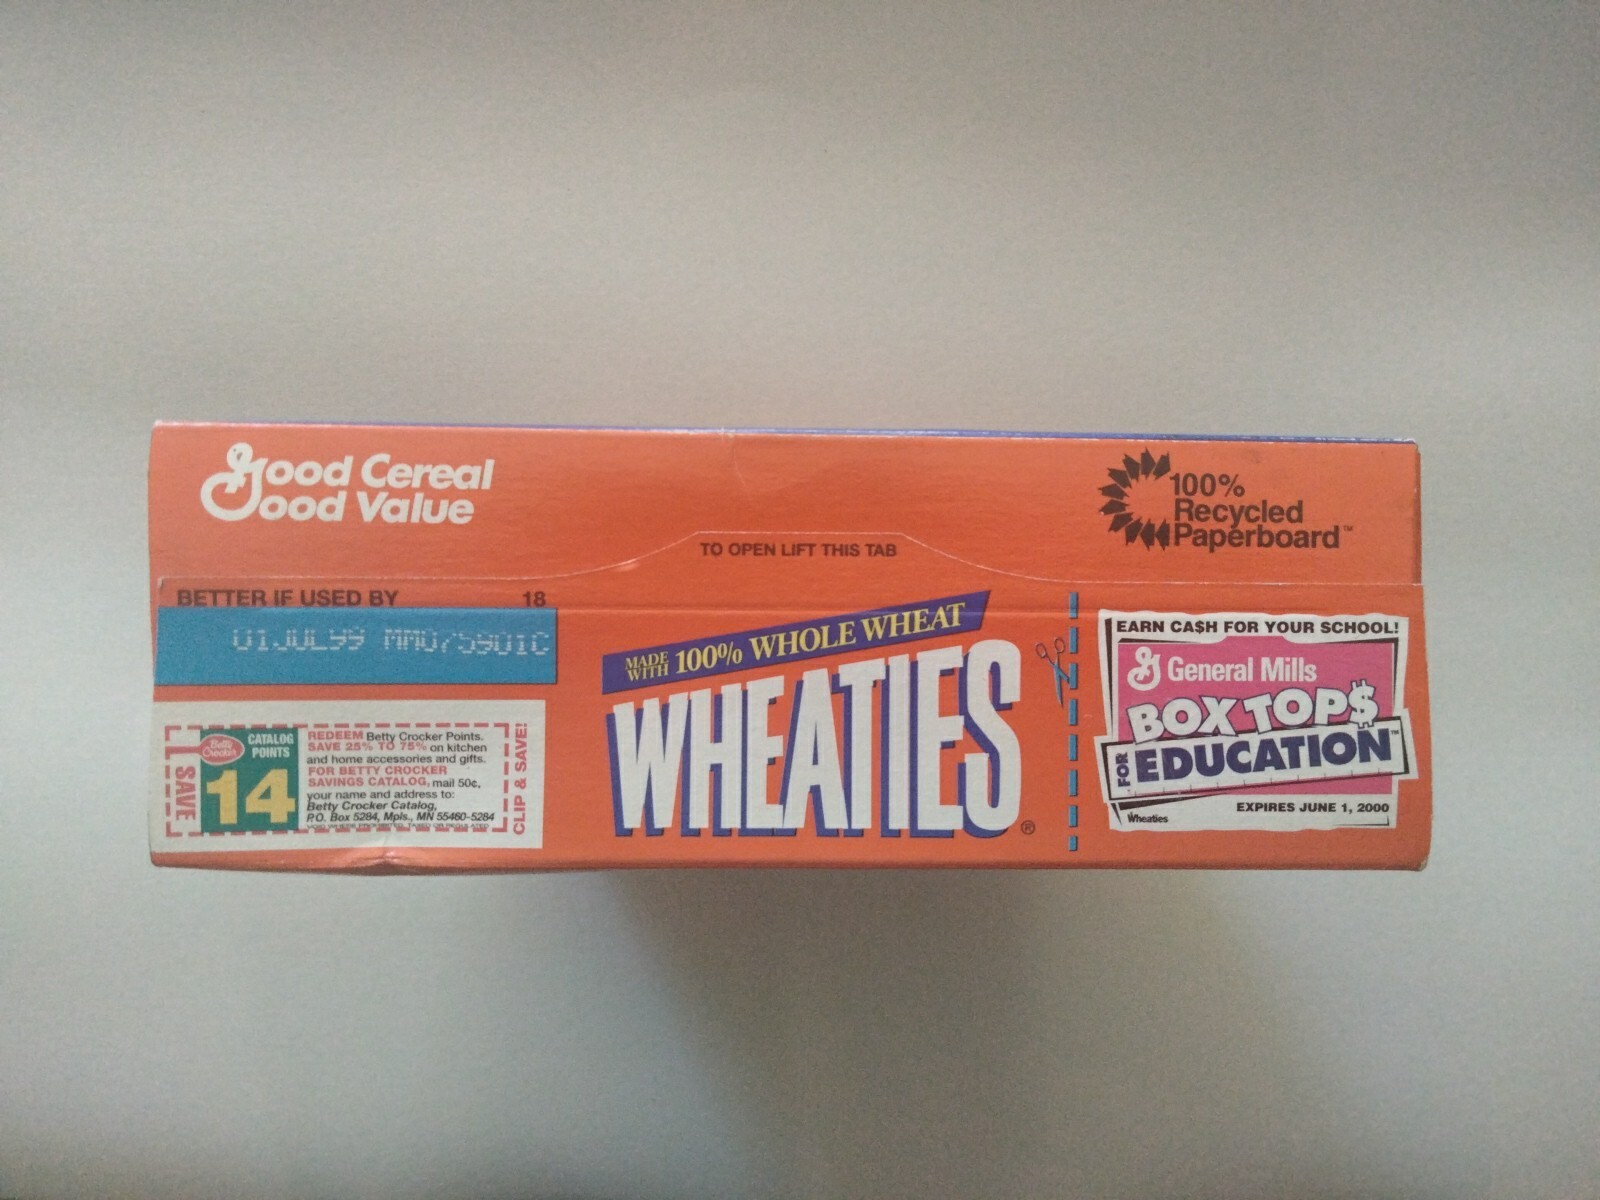 Good Cereal
Good Value
100%
Recycled
Paperboard™
TO OPEN LIFT THIS TAB
BETTER IF USED BY 18
01JUL99 MM075901C
SAVE
Betty Crocker
CATALOG
POINTS
14
REDEEM Betty Crocker Points.
SAVE 25% TO 75% on kitchen
and home accessories and gifts.
FOR BETTY CROCKER
SAVINGS CATALOG, mail 50¢,
your name and address to:
Betty Crocker Catalog,
P.O. Box 5284, Mpls., MN 55460-5284
CLIP & SAVE!
MADE WITH 100% WHOLE WHEAT
WHEATIES®
EARN CA$H FOR YOUR SCHOOL!
General Mills
BOX TOP$
FOR EDUCATION™
EXPIRES JUNE 1, 2000
Wheaties